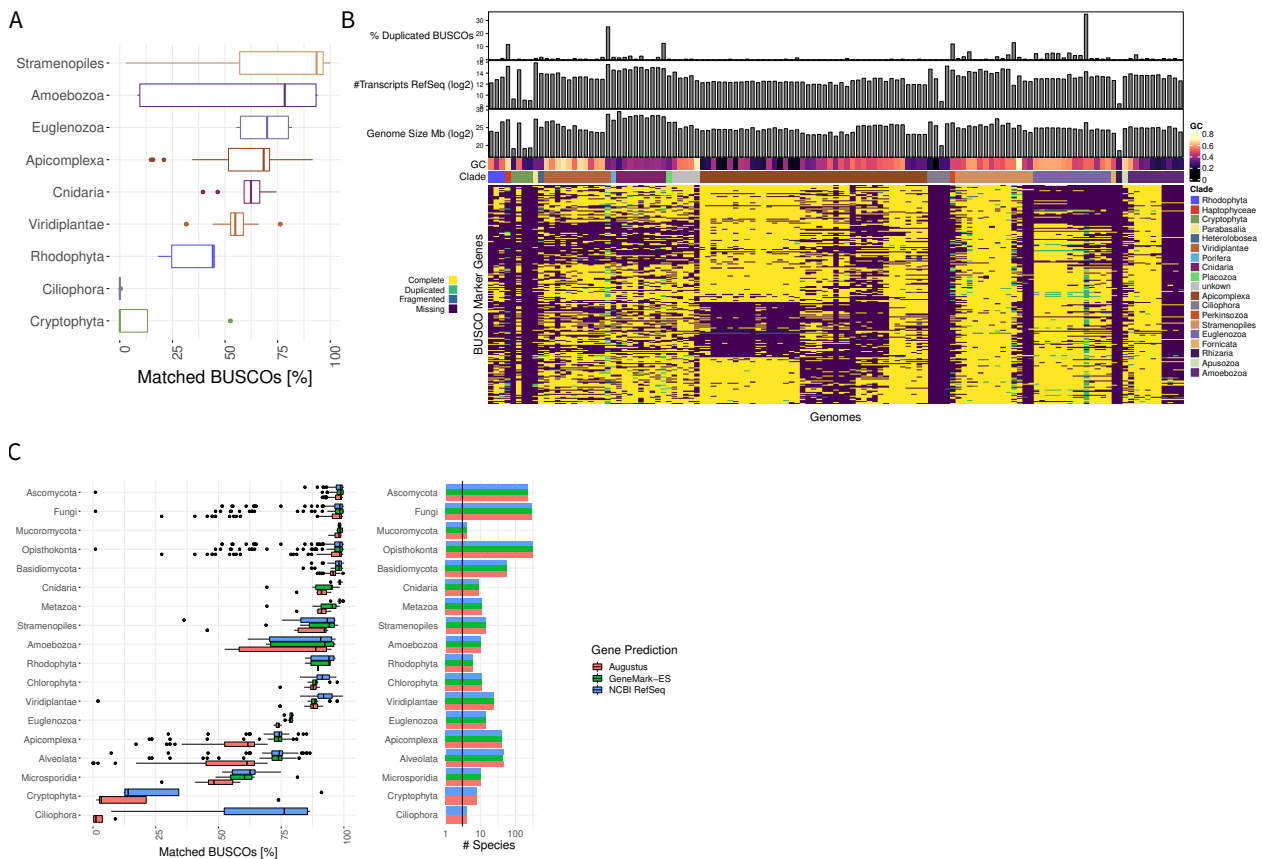 A
Stramenopiles
Amoebozoa
Euglenozoa
Apicomplexa
Cnidaria
Viridiplantae
Rhodophyta
Ciliophora
Cryptophyta
0
25
50
75
100
Matched BUSCOs [%]
B
% Duplicated BUSCOs
30
20
10
0
#Transcripts RefSeq (log2)
16
14
12
10
8
Genome Size Mb (log2)
30
25
20
GC
Clade
BUSCO Marker Genes
Genomes
Complete
Duplicated
Fragmented
Missing
GC
0.8
0.6
0.4
0.2
0
Clade
Rhodophyta
Haptophyceae
Cryptophyta
Parabasalia
Heterolobosea
Viridiplantae
Porifera
Cnidaria
Placozoa
unkown
Apicomplexa
Ciliophora
Perkinsozoa
Stramenopiles
Euglenozoa
Fornicata
Rhizaria
Apusozoa
Amoebozoa
C
Ascomycota
Fungi
Mucoromycota
Opisthokonta
Basidiomycota
Cnidaria
Metazoa
Stramenopiles
Amoebozoa
Rhodophyta
Chlorophyta
Viridiplantae
Euglenozoa
Apicomplexa
Alveolata
Microsporidia
Cryptophyta
Ciliophora
0
25
50
75
100
Matched BUSCOs [%]
Ascomycota
Fungi
Mucoromycota
Opisthokonta
Basidiomycota
Cnidaria
Metazoa
Stramenopiles
Amoebozoa
Rhodophyta
Chlorophyta
Viridiplantae
Euglenozoa
Apicomplexa
Alveolata
Microsporidia
Cryptophyta
Ciliophora
1
10
100
# Species
Gene Prediction
Augustus
GeneMark-ES
NCBI RefSeq